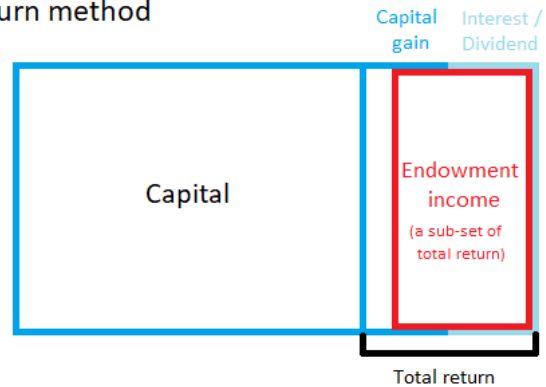 urn method
Capital
gain
Interest /
Dividend
Capital
Endowment
income
(a sub-set of
total return)
Total return